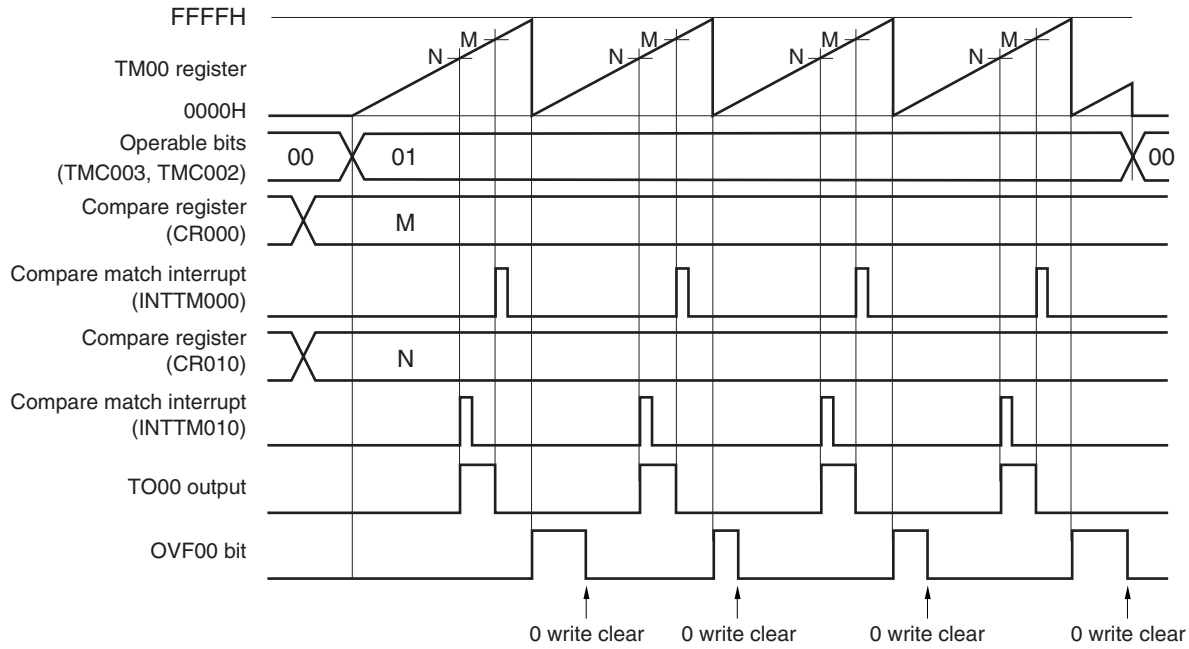 FFFFH
TM00 register
0000H
N M N M N M N M
Operable bits
(TMC003, TMC002)
00 01 00
Compare register
(CR000)
M
Compare match interrupt
(INTTM000)
Compare register
(CR010)
N
Compare match interrupt
(INTTM010)
TO00 output
OVF00 bit
0 write clear 0 write clear 0 write clear 0 write clear